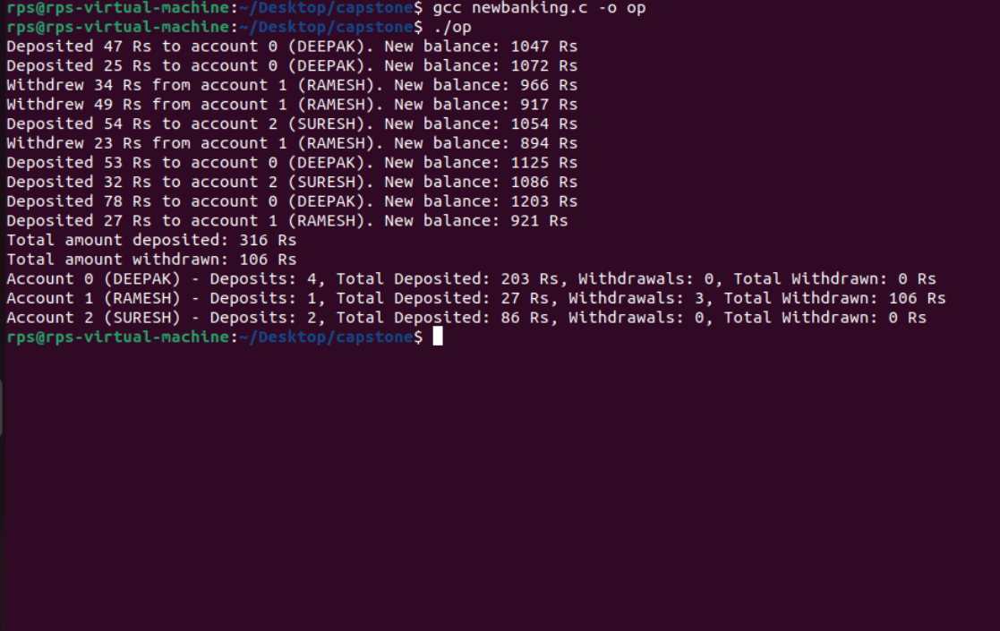 rps@rps-virtual-machine:~/Desktop/capstone$ gcc newbanking.c -o op
rps@rps-virtual-machine:~/Desktop/capstone$ ./op
Deposited 47 Rs to account 0 (DEEPAK). New balance: 1047 Rs
Deposited 25 Rs to account 0 (DEEPAK). New balance: 1072 Rs
Withdrew 34 Rs from account 1 (RAMESH). New balance: 966 Rs
Withdrew 49 Rs from account 1 (RAMESH). New balance: 917 Rs
Deposited 54 Rs to account 2 (SURESH). New balance: 1054 Rs
Withdrew 23 Rs from account 1 (RAMESH). New balance: 894 Rs
Deposited 53 Rs to account 0 (DEEPAK). New balance: 1125 Rs
Deposited 32 Rs to account 2 (SURESH). New balance: 1086 Rs
Deposited 78 Rs to account 0 (DEEPAK). New balance: 1203 Rs
Deposited 27 Rs to account 1 (RAMESH). New balance: 921 Rs
Total amount deposited: 316 Rs
Total amount withdrawn: 106 Rs
Account 0 (DEEPAK) - Deposits: 4, Total Deposited: 203 Rs, Withdrawals: 0, Total Withdrawn: 0 Rs
Account 1 (RAMESH) - Deposits: 1, Total Deposited: 27 Rs, Withdrawals: 3, Total Withdrawn: 106 Rs
Account 2 (SURESH) - Deposits: 2, Total Deposited: 86 Rs, Withdrawals: 0, Total Withdrawn: 0 Rs
rps@rps-virtual-machine:~/Desktop/capstone$